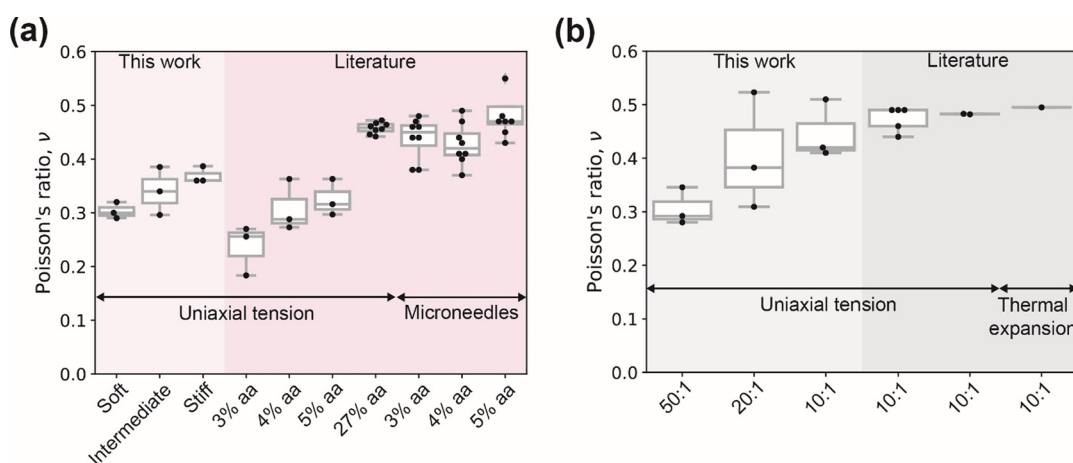 (a)
Poisson's ratio, ν
0.6
0.5
0.4
0.3
0.2
0.1
0.0
This work
Literature
Uniaxial tension
Microneedles
Soft
Intermediate
Stiff
3% aa
4% aa
5% aa
27% aa
3% aa
4% aa
5% aa
(b)
Poisson's ratio, ν
0.6
0.5
0.4
0.3
0.2
0.1
0.0
This work
Literature
Uniaxial tension
Thermal
expansion
50:1
20:1
10:1
10:1
10:1
10:1